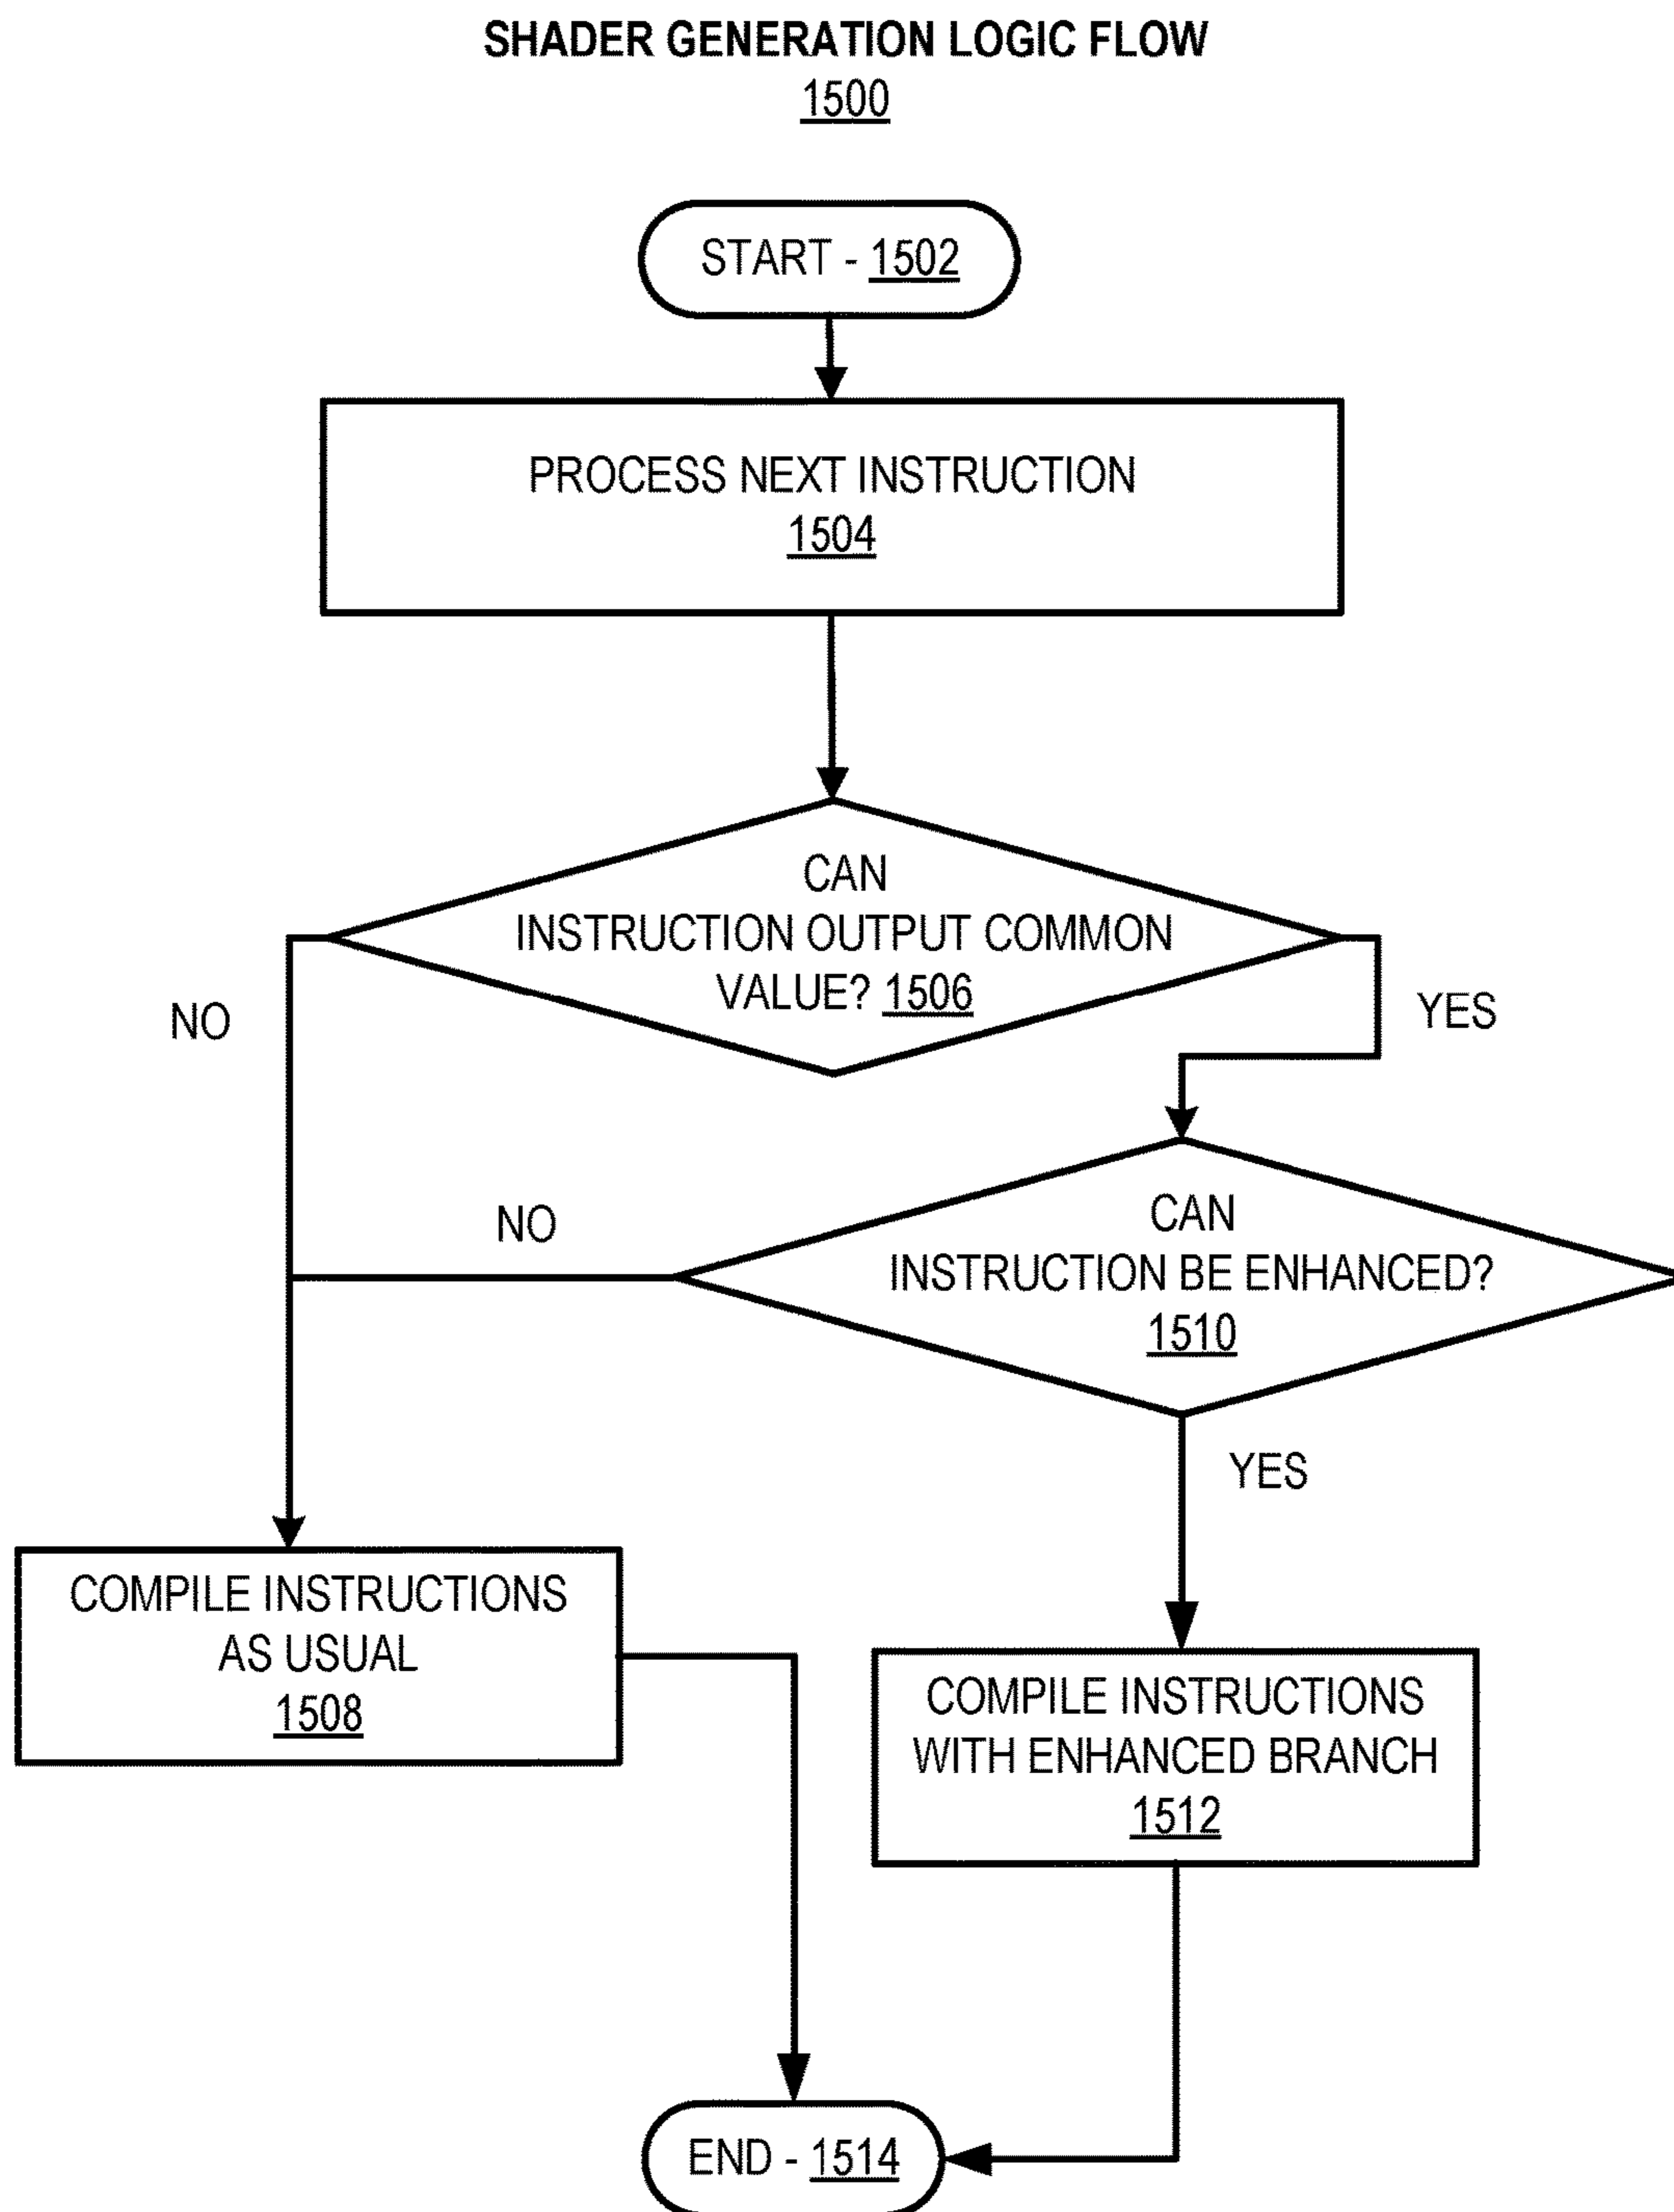 SHADER GENERATION LOGIC FLOW
1500
START - 1502
PROCESS NEXT INSTRUCTION
1504
CAN
INSTRUCTION OUTPUT COMMON
VALUE? 1506
NO
YES
CAN
INSTRUCTION BE ENHANCED?
1510
NO
YES
COMPILE INSTRUCTIONS
AS USUAL
1508
COMPILE INSTRUCTIONS
WITH ENHANCED BRANCH
1512
END - 1514